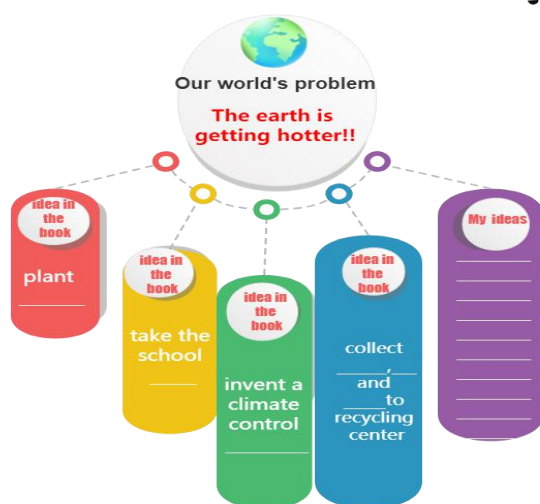 Our world's problem
The earth is
getting hotter!!
idea in
the
book
plant
idea in
the
book
take the
school
idea in
the
book
invent a
climate
control
idea in
the
book
collect
,
and
to
recycling
center
My ideas